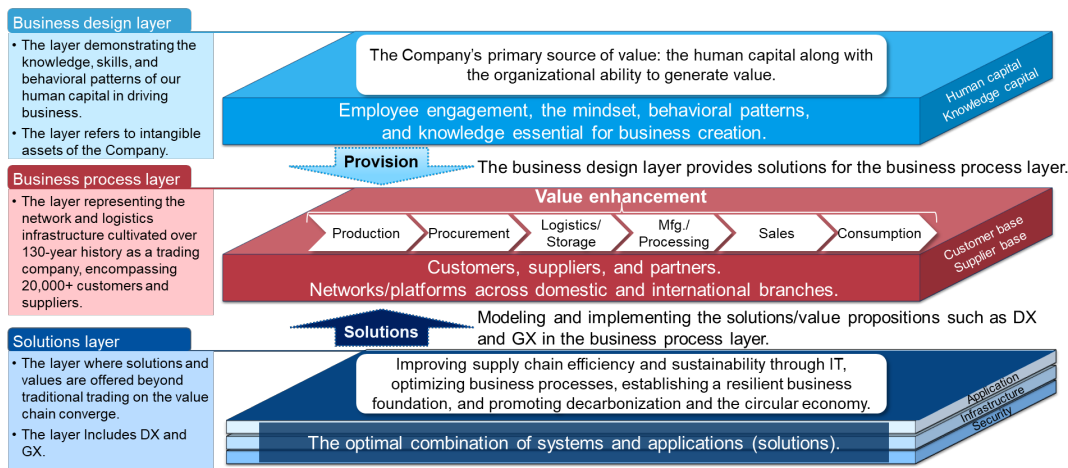 Business design layer
• The layer demonstrating the
knowledge, skills, and
behavioral patterns of our
human capital in driving
business.
• The layer refers to intangible
assets of the Company.
The Company's primary source of value: the human capital along with
the organizational ability to generate value.
Employee engagement, the mindset, behavioral patterns,
and knowledge essential for business creation.
Human capital
Knowledge capital
Provision
The business design layer provides solutions for the business process layer.
Business process layer
• The layer representing the
network and logistics
infrastructure cultivated over
130-year history as a trading
company, encompassing
20,000+ customers and
suppliers.
Value enhancement
Production
Procurement
Logistics/
Storage
Mfg./
Processing
Sales
Consumption
Customers, suppliers, and partners.
Networks/platforms across domestic and international branches.
Customer base
Supplier base
Solutions
Modeling and implementing the solutions/value propositions such as DX
and GX in the business process layer.
Solutions layer
• The layer where solutions and
values are offered beyond
traditional trading on the value
chain converge.
• The layer Includes DX and
GX.
Improving supply chain efficiency and sustainability through IT,
optimizing business processes, establishing a resilient business
foundation, and promoting decarbonization and the circular economy.
The optimal combination of systems and applications (solutions).
Application
Infrastructure
Security